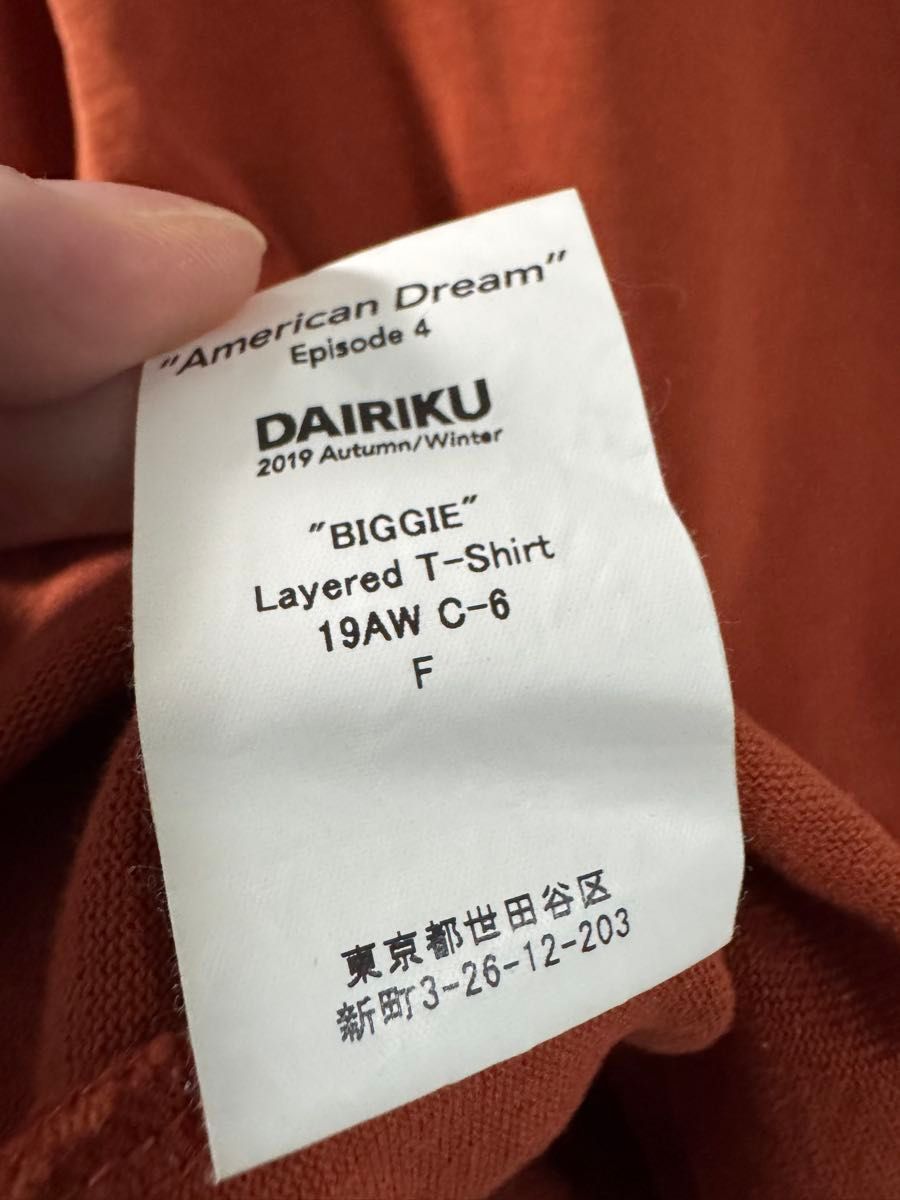 "American Dream"
Episode 4
DAIRIKU
2019 Autumn/Winter
"BIGGIE"
Layered T-Shirt
19AW C-6
F
東京都世田谷区
新町3-26-12-203